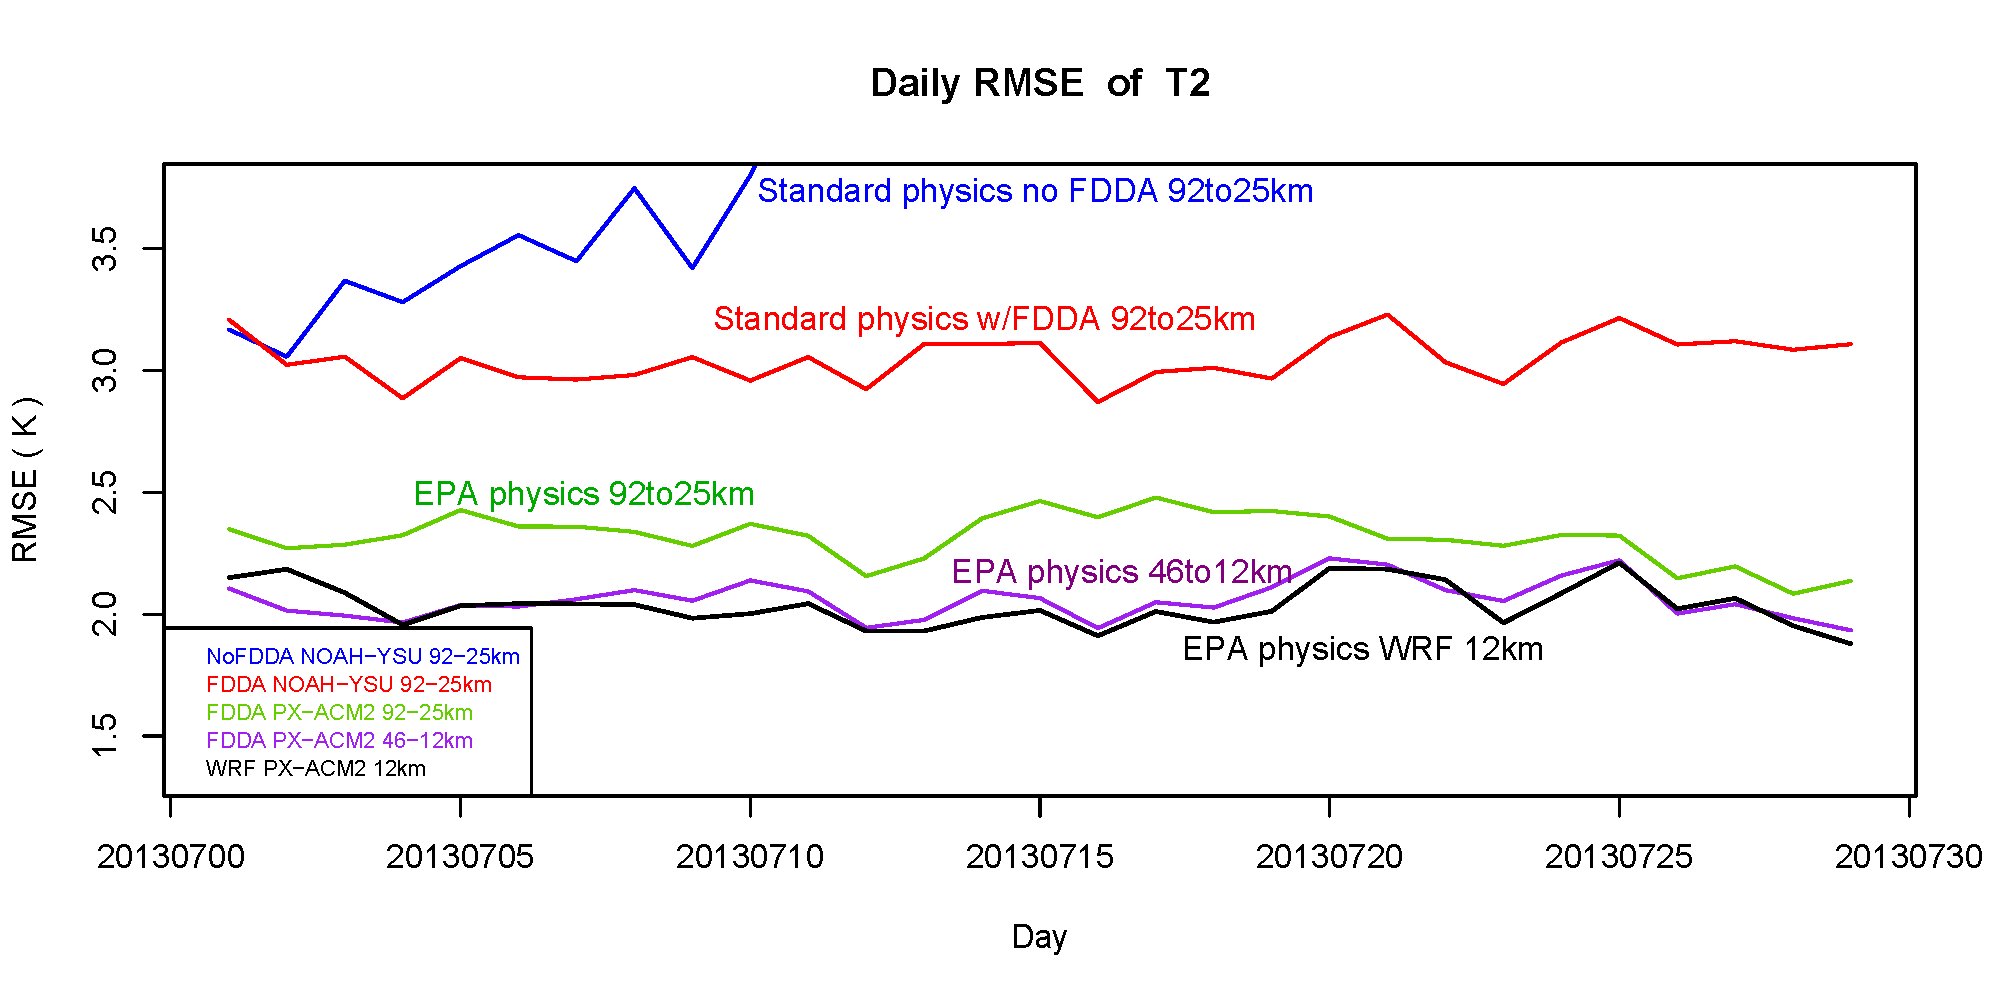 Daily RMSE of T2
Standard physics no FDDA 92to25km
Standard physics w/FDDA 92to25km
EPA physics 92to25km
EPA physics 46to12km
EPA physics WRF 12km
NoFDDA NOAH−YSU 92−25km
FDDA NOAH−YSU 92−25km
FDDA PX−ACM2 92−25km
FDDA PX−ACM2 46−12km
WRF PX−ACM2 12km
RMSE ( K )
3.5
3.0
2.5
2.0
1.5
20130700 20130705 20130710 20130715 20130720 20130725 20130730
Day